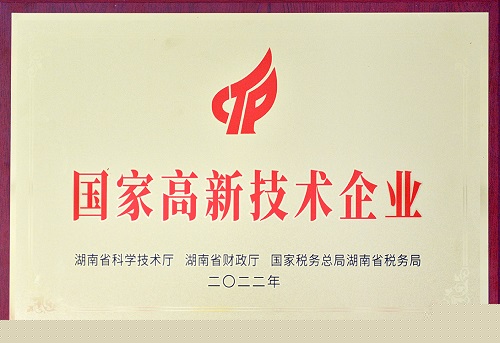 CTP
国家高新技术企业
湖南省科学技术厅 湖南省财政厅 国家税务总局湖南省税务局
二〇二二年